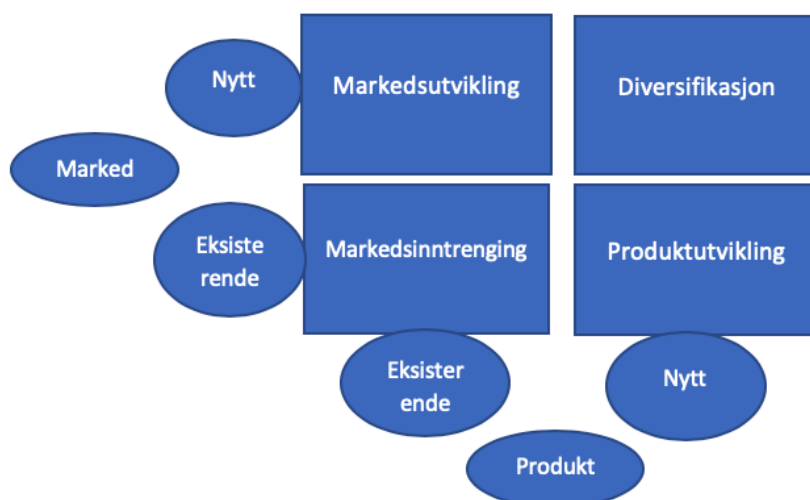 Nytt
Markedsutvikling
Diversifikasjon
Marked
Eksiste
rende
Markedsinntrenging
Produktutvikling
Eksister
ende
Nytt
Produkt